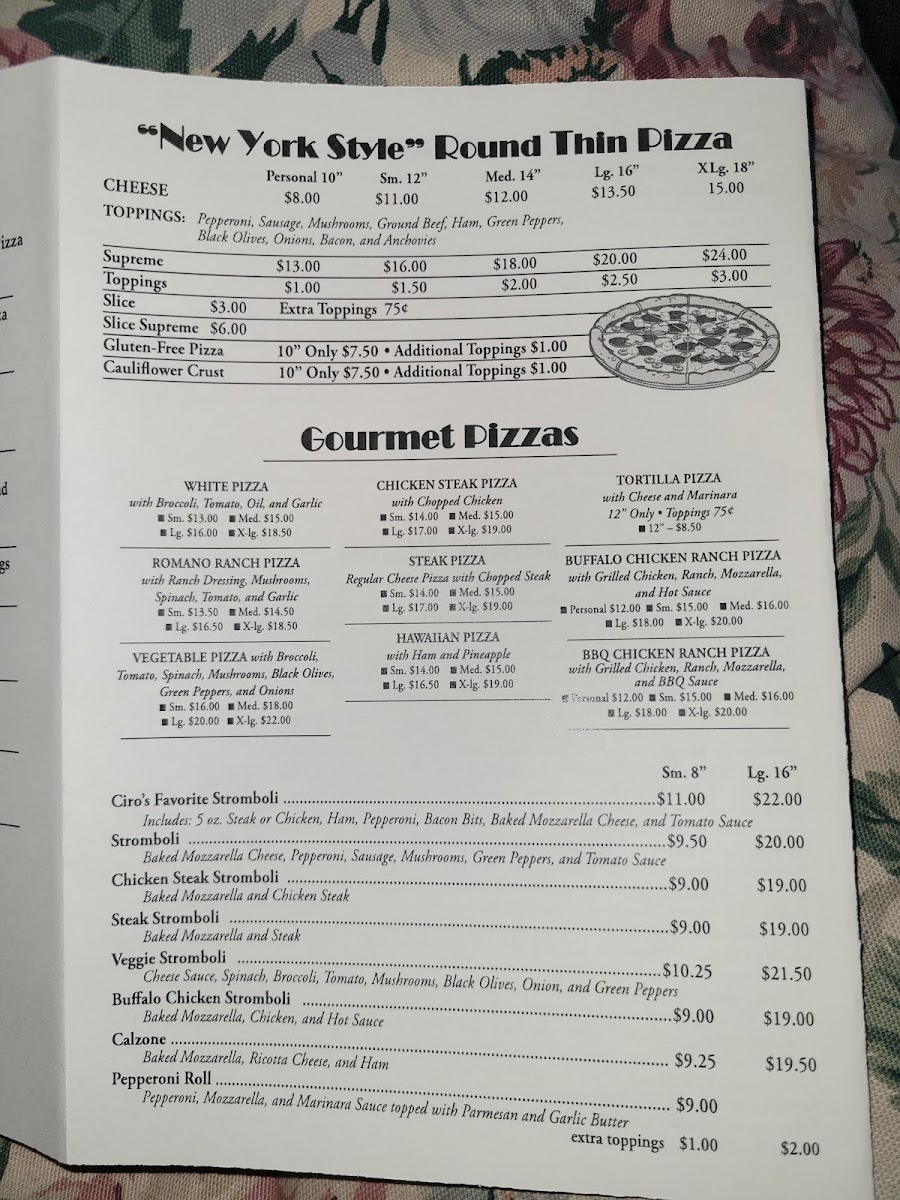 izza
a
d
gs
"New York Style" Round Thin Pizza
Personal 10" Sm. 12" Med. 14" Lg. 16" XLg. 18"
CHEESE $8.00 $11.00 $12.00 $13.50 15.00
TOPPINGS: Pepperoni, Sausage, Mushrooms, Ground Beef, Ham, Green Peppers,
Black Olives, Onions, Bacon, and Anchovies
Supreme $13.00 $16.00 $18.00 $20.00 $24.00
Toppings $1.00 $1.50 $2.00 $2.50 $3.00
Slice $3.00 Extra Toppings 75¢
Slice Supreme $6.00
Gluten-Free Pizza 10" Only $7.50 • Additional Toppings $1.00
Cauliflower Crust 10" Only $7.50 • Additional Toppings $1.00
Gourmet Pizzas
WHITE PIZZA
with Broccoli, Tomato, Oil, and Garlic
■ Sm. $13.00 ■ Med. $15.00
■ Lg. $16.00 ■ X-lg. $18.50
ROMANO RANCH PIZZA
with Ranch Dressing, Mushrooms,
Spinach, Tomato, and Garlic
■ Sm. $13.50 ■ Med. $14.50
■ Lg. $16.50 ■ X-lg. $18.50
VEGETABLE PIZZA with Broccoli,
Tomato, Spinach, Mushrooms, Black Olives,
Green Peppers, and Onions
■ Sm. $16.00 ■ Med. $18.00
■ Lg. $20.00 ■ X-lg. $22.00
CHICKEN STEAK PIZZA
with Chopped Chicken
■ Sm. $14.00 ■ Med. $15.00
■ Lg. $17.00 ■ X-lg. $19.00
STEAK PIZZA
Regular Cheese Pizza with Chopped Steak
■ Sm. $14.00 ■ Med. $15.00
■ Lg. $17.00 ■ X-lg. $19.00
HAWAIIAN PIZZA
with Ham and Pineapple
■ Sm. $14.00 ■ Med. $15.00
■ Lg. $16.50 ■ X-lg. $19.00
TORTILLA PIZZA
with Cheese and Marinara
12" Only • Toppings 75¢
■ 12" – $8.50
BUFFALO CHICKEN RANCH PIZZA
with Grilled Chicken, Ranch, Mozzarella,
and Hot Sauce
■ Personal $12.00 ■ Sm. $15.00 ■ Med. $16.00
■ Lg. $18.00 ■ X-lg. $20.00
BBQ CHICKEN RANCH PIZZA
with Grilled Chicken, Ranch, Mozzarella,
and BBQ Sauce
■ Personal $12.00 ■ Sm. $15.00 ■ Med. $16.00
■ Lg. $18.00 ■ X-lg. $20.00
Sm. 8" Lg. 16"
Ciro's Favorite Stromboli $11.00 $22.00
Includes: 5 oz. Steak or Chicken, Ham, Pepperoni, Bacon Bits, Baked Mozzarella Cheese, and Tomato Sauce
Stromboli $9.50 $20.00
Baked Mozzarella Cheese, Pepperoni, Sausage, Mushrooms, Green Peppers, and Tomato Sauce
Chicken Steak Stromboli $9.00 $19.00
Baked Mozzarella and Chicken Steak
Steak Stromboli $9.00 $19.00
Baked Mozzarella and Steak
Veggie Stromboli $10.25 $21.50
Cheese Sauce, Spinach, Broccoli, Tomato, Mushrooms, Black Olives, Onion, and Green Peppers
Buffalo Chicken Stromboli $9.00 $19.00
Baked Mozzarella, Chicken, and Hot Sauce
Calzone $9.25 $19.50
Baked Mozzarella, Ricotta Cheese, and Ham
Pepperoni Roll $9.00
Pepperoni, Mozzarella, and Marinara Sauce topped with Parmesan and Garlic Butter
extra toppings $1.00 $2.00